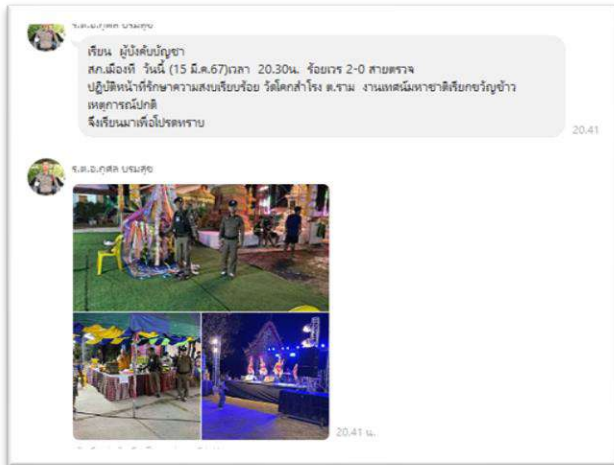 ร.ต.อ.กุศล บรมสุข
เรียน ผู้บังคับบัญชา
สภ.เมืองที วันนี้ (15 มี.ค.67)เวลา 20.30น. ร้อยเวร 2-0 สายตรวจ
ปฏิบัติหน้าที่รักษาความสงบเรียบร้อย วัดโคกสำโรง ต.ราม งานเทศน์มหาชาติเรียกขวัญข้าว
เหตุการณ์ปกติ
จึงเรียนมาเพื่อโปรดทราบ
20.41
ร.ต.อ.กุศล บรมสุข
20.41 น.